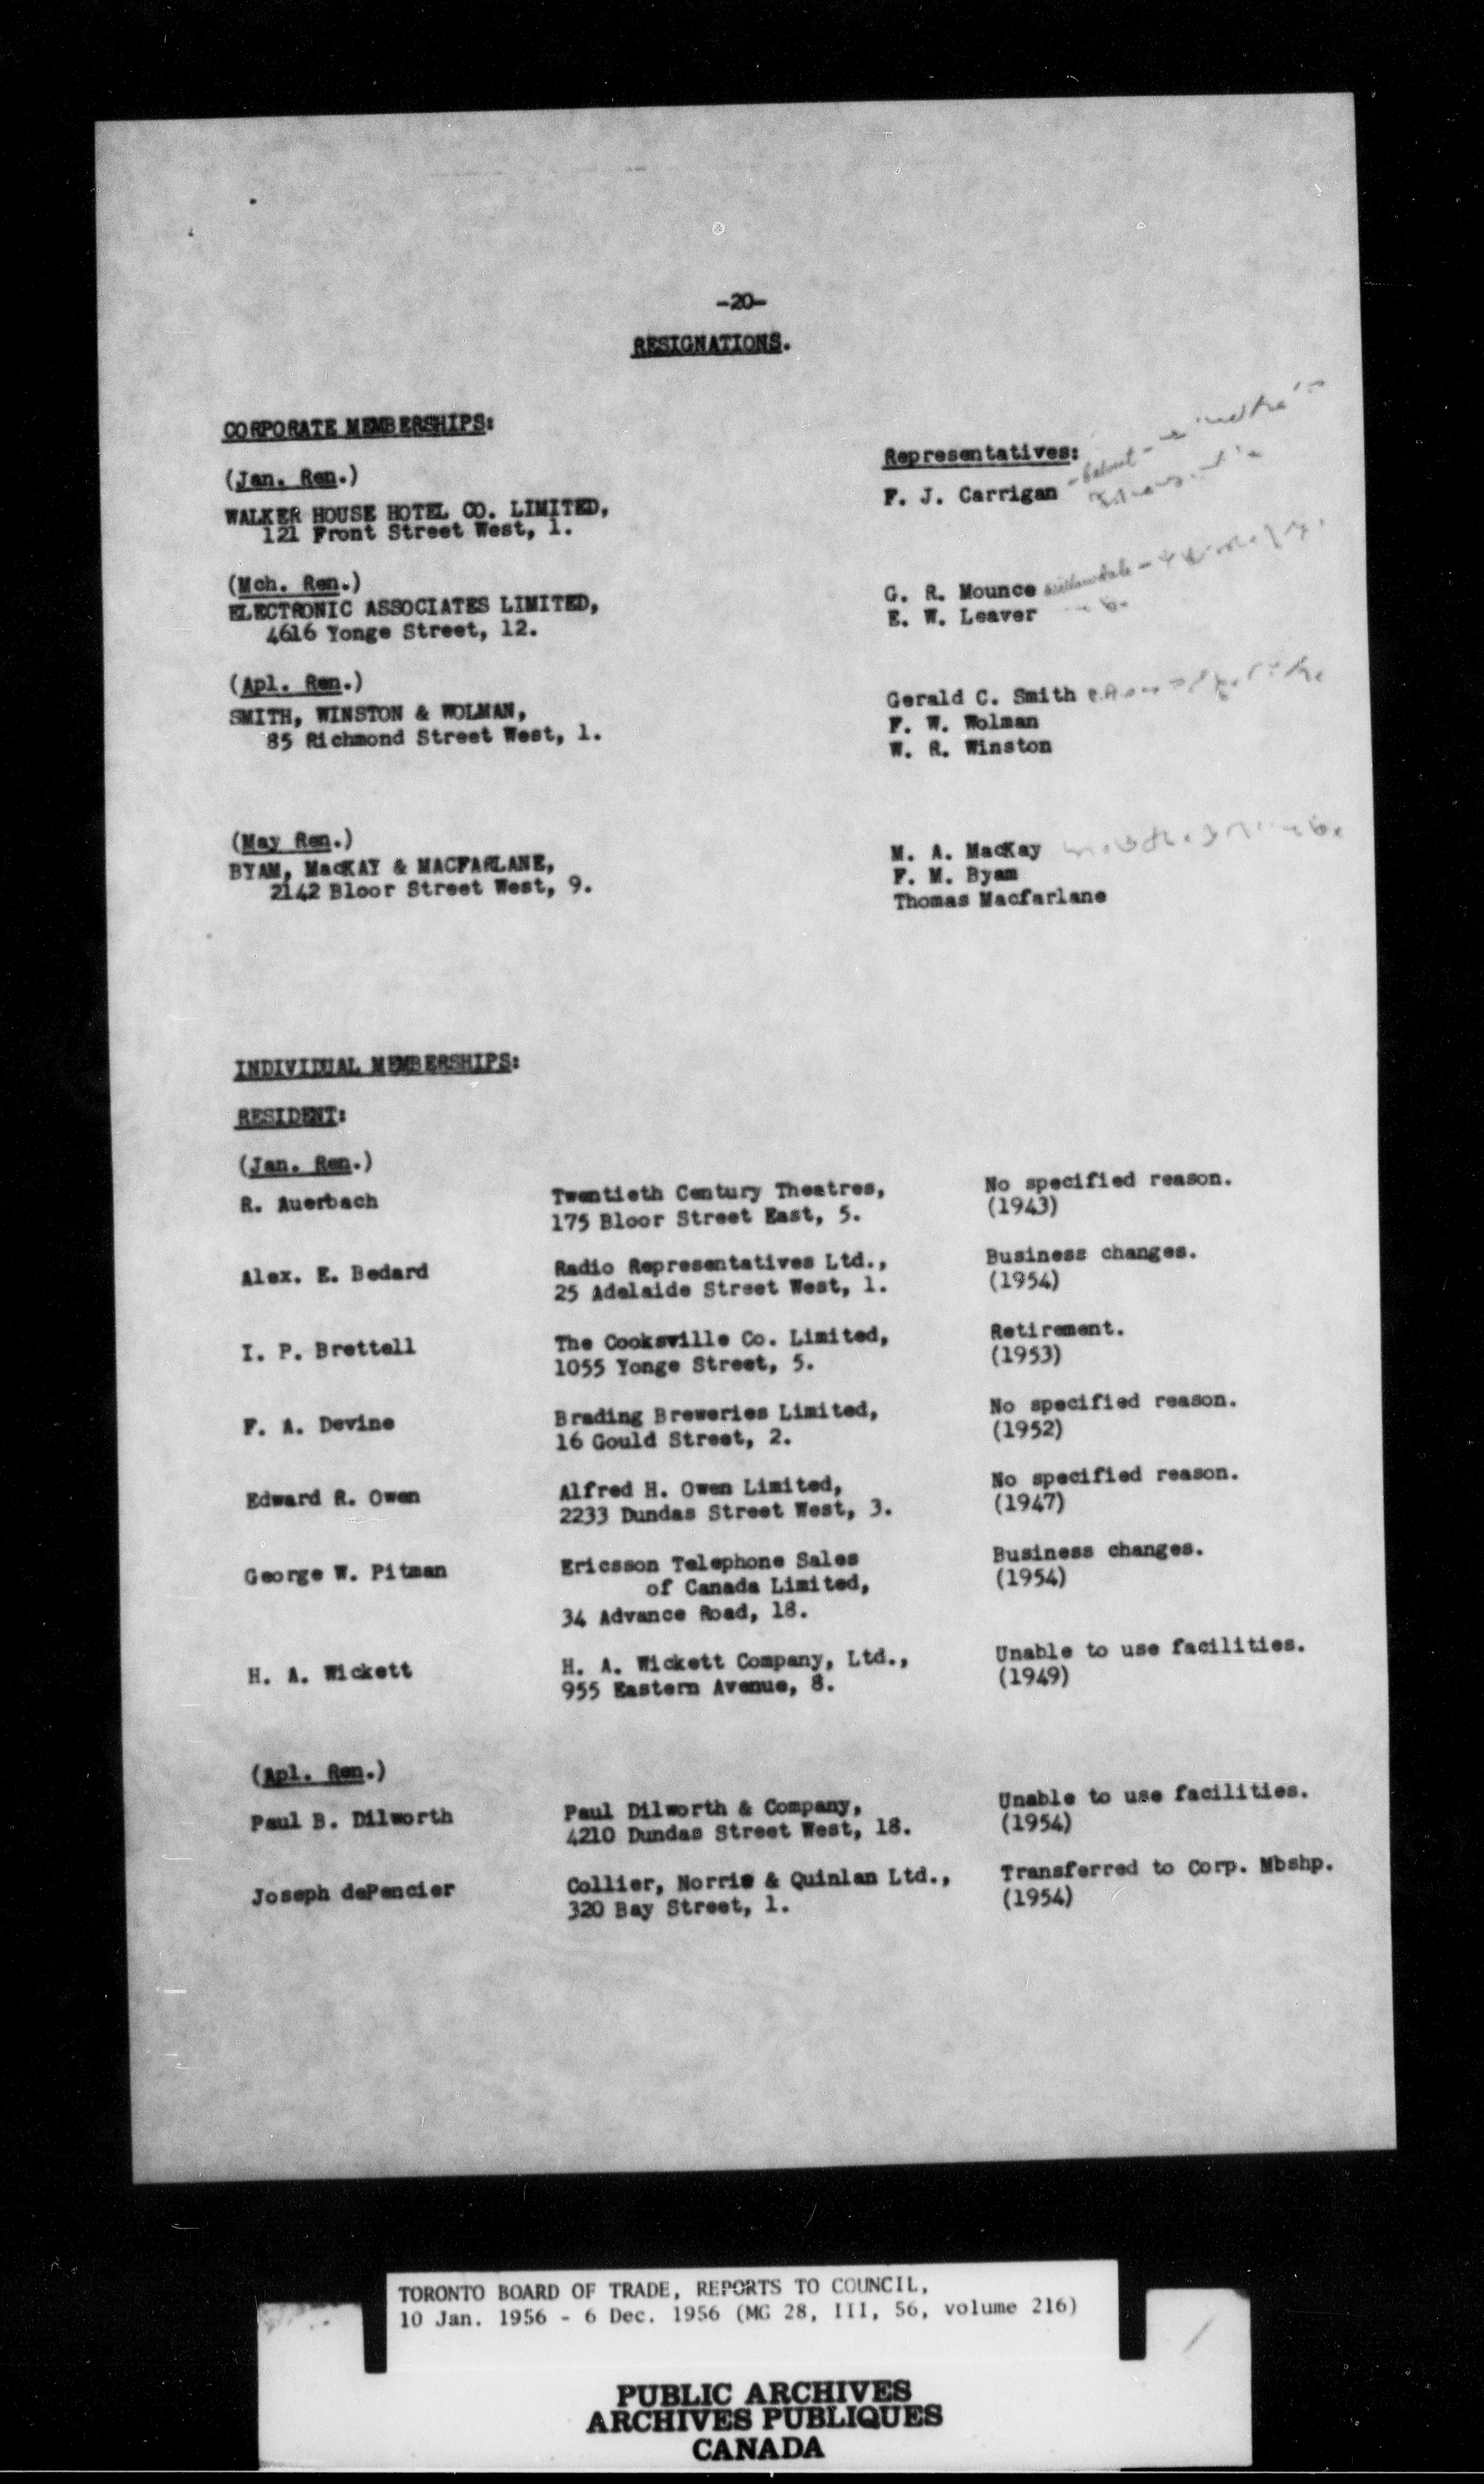 -20-
RESIGNATIONS.
CORPORATE MEMBERSHIPS:
Representatives:
(Jan. Ren.)
F. J. Carrigan
WALKER HOUSE HOTEL CO. LIMITED,
121 Front Street West, 1.
(Mch. Ren.)
G. R. Mounce
ELECTRONIC ASSOCIATES LIMITED,
E. W. Leaver
4616 Yonge Street, 12.
(Apl. Ren.)
Gerald C. Smith
SMITH, WINSTON & WOLMAN,
F. W. Wolman
85 Richmond Street West, 1.
W. R. Winston
(May Ren.)
M. A. MacKay
BYAM, MacKAY & MACFARLANE,
F. M. Byam
2142 Bloor Street West, 9.
Thomas Macfarlane
INDIVIDUAL MEMBERSHIPS:
RESIDENT:
(Jan. Ren.)
R. Auerbach Twentieth Century Theatres, No specified reason.
175 Bloor Street East, 5. (1943)
Alex. E. Bedard Radio Representatives Ltd., Business changes.
25 Adelaide Street West, 1. (1954)
I. P. Brettell The Cooksville Co. Limited, Retirement.
1055 Yonge Street, 5. (1953)
F. A. Devine Brading Breweries Limited, No specified reason.
16 Gould Street, 2. (1952)
Edward R. Owen Alfred H. Owen Limited, No specified reason.
2233 Dundas Street West, 3. (1947)
George W. Pitman Ericsson Telephone Sales Business changes.
of Canada Limited, (1954)
34 Advance Road, 18.
H. A. Wickett H. A. Wickett Company, Ltd., Unable to use facilities.
955 Eastern Avenue, 8. (1949)
(Apl. Ren.)
Paul B. Dilworth Paul Dilworth & Company, Unable to use facilities.
4210 Dundas Street West, 18. (1954)
Joseph dePencier Collier, Norris & Quinlan Ltd., Transferred to Corp. Mbshp.
320 Bay Street, 1. (1954)
TORONTO BOARD OF TRADE, REPORTS TO COUNCIL,
10 Jan. 1956 - 6 Dec. 1956 (MG 28, III, 56, volume 216)
PUBLIC ARCHIVES
ARCHIVES PUBLIQUES
CANADA